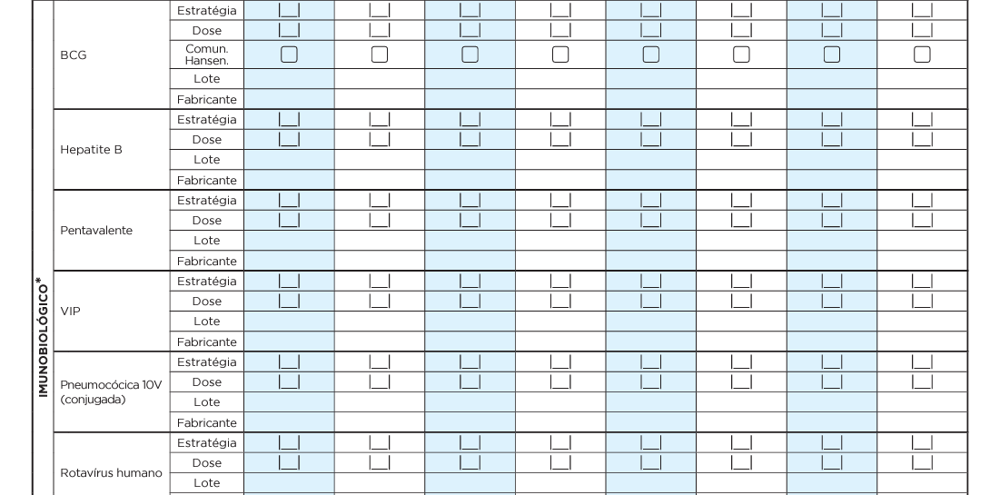 IMUNOBIOLÓGICO*
BCG
Estratégia
Dose
Comun.
Hansen.
Lote
Fabricante
Hepatite B
Estratégia
Dose
Lote
Fabricante
Pentavalente
Estratégia
Dose
Lote
Fabricante
VIP
Estratégia
Dose
Lote
Fabricante
Pneumocócica 10V
(conjugada)
Estratégia
Dose
Lote
Fabricante
Rotavírus humano
Estratégia
Dose
Lote